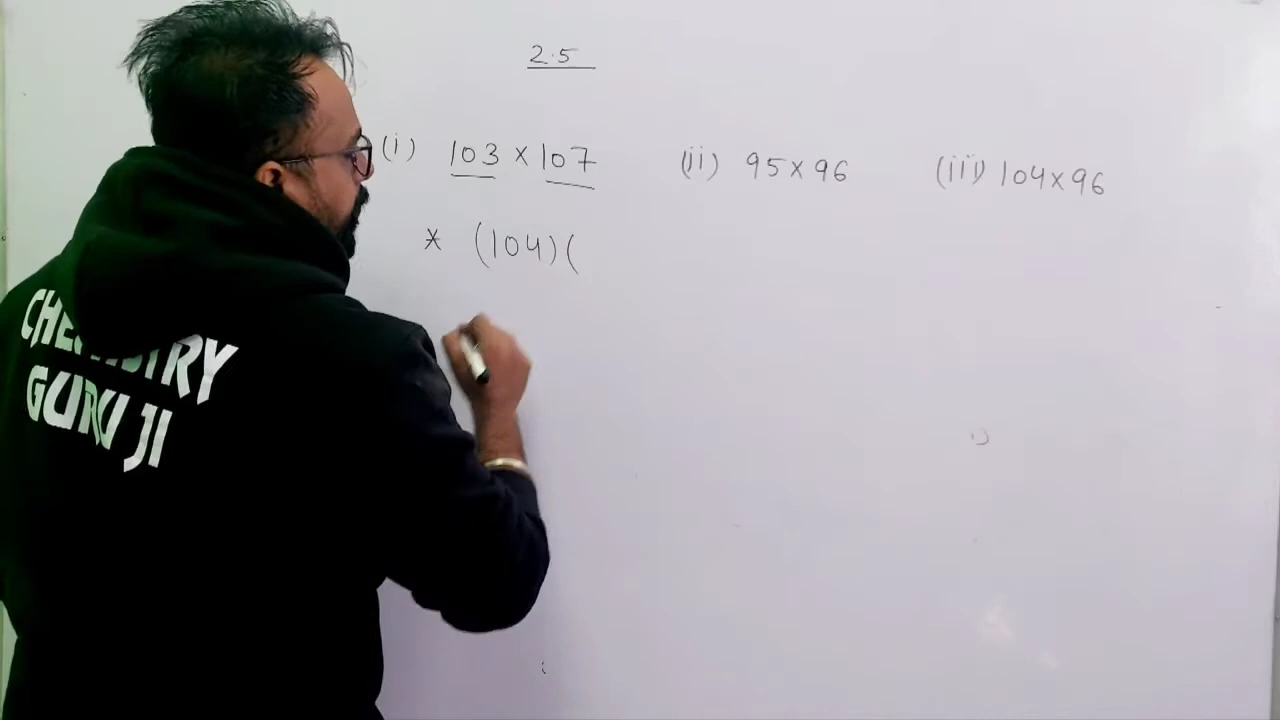 2.5
(i) 103 × 107
(ii) 95 × 96
(iii) 104 × 96
* (104)(
CHEMISTRY
GURU JI